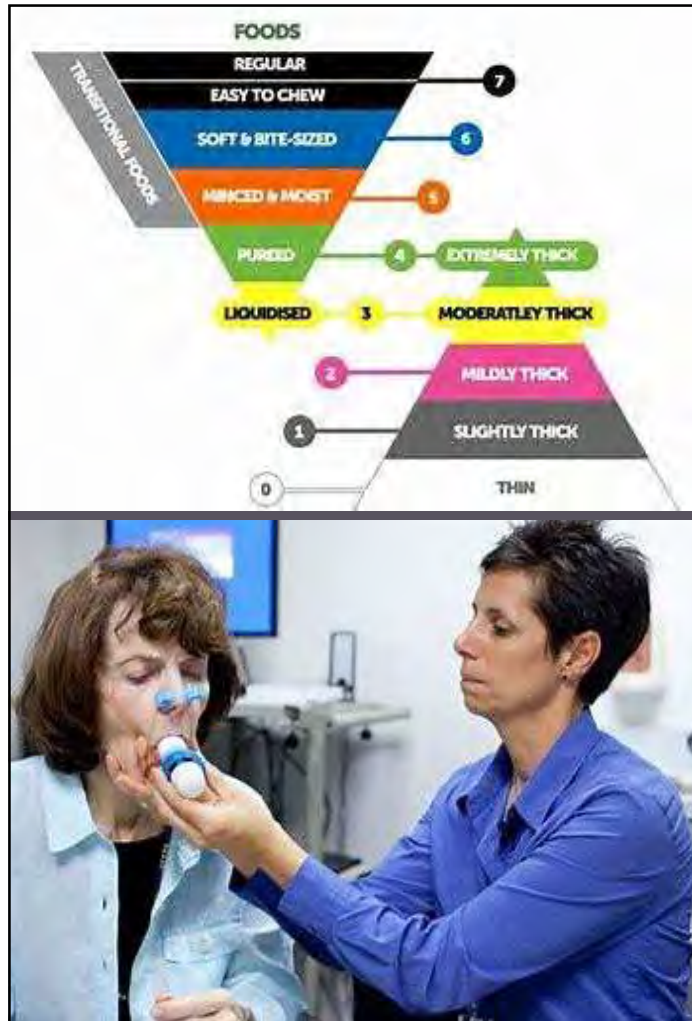 FOODS
REGULAR
EASY TO CHEW
7
TRANSITIONAL FOODS
SOFT & BITE-SIZED
6
MINCED & MOIST
5
PUREED
4
EXTREMELY THICK
LIQUIDISED
3
MODERATLEY THICK
2
MILDLY THICK
1
SLIGHTLY THICK
0
THIN